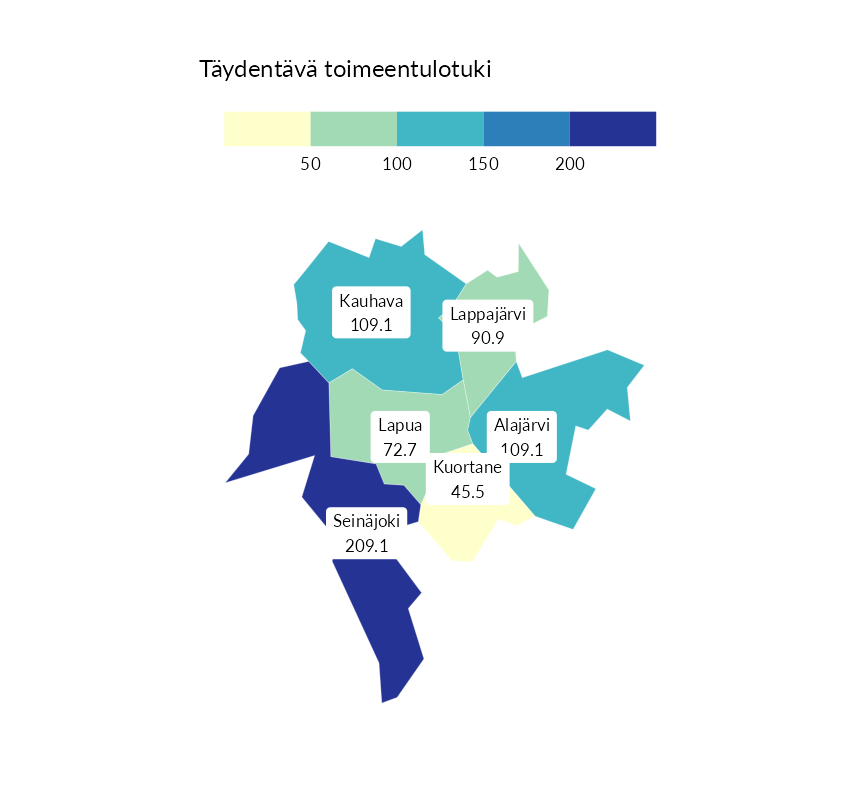 Täydentävä toimeentulotuki
50 100 150 200
Kauhava
109.1
Lappajärvi
90.9
Lapua
72.7
Alajärvi
109.1
Kuortane
45.5
Seinäjoki
209.1